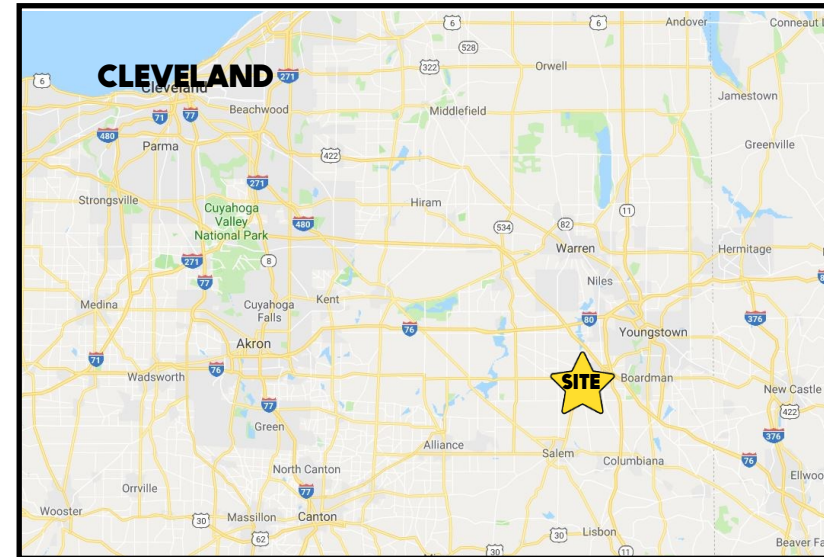 6
6
Andover
Conneaut L
528
322
Orwell
CLEVELAND
Cleveland
271
6
Jamestown
Beachwood
Middlefield
71
77
480
Parma
422
Greenville
271
Strongsville
Hiram
Cuyahoga
Valley
National Park
480
11
534
82
Warren
Hermitage
271
8
77
Niles
8
Medina
Cuyahoga
Falls
Kent
76
80
376
Youngstown
Akron
71
76
Wadsworth
SITE
Boardman
New Castle
77
422
Green
376
Alliance
Salem
Columbiana
76
North Canton
Ellwoo
Orrville
77
Wooster
30
Massillon
Canton
62
30
Lisbon
30
11
Beaver Fa